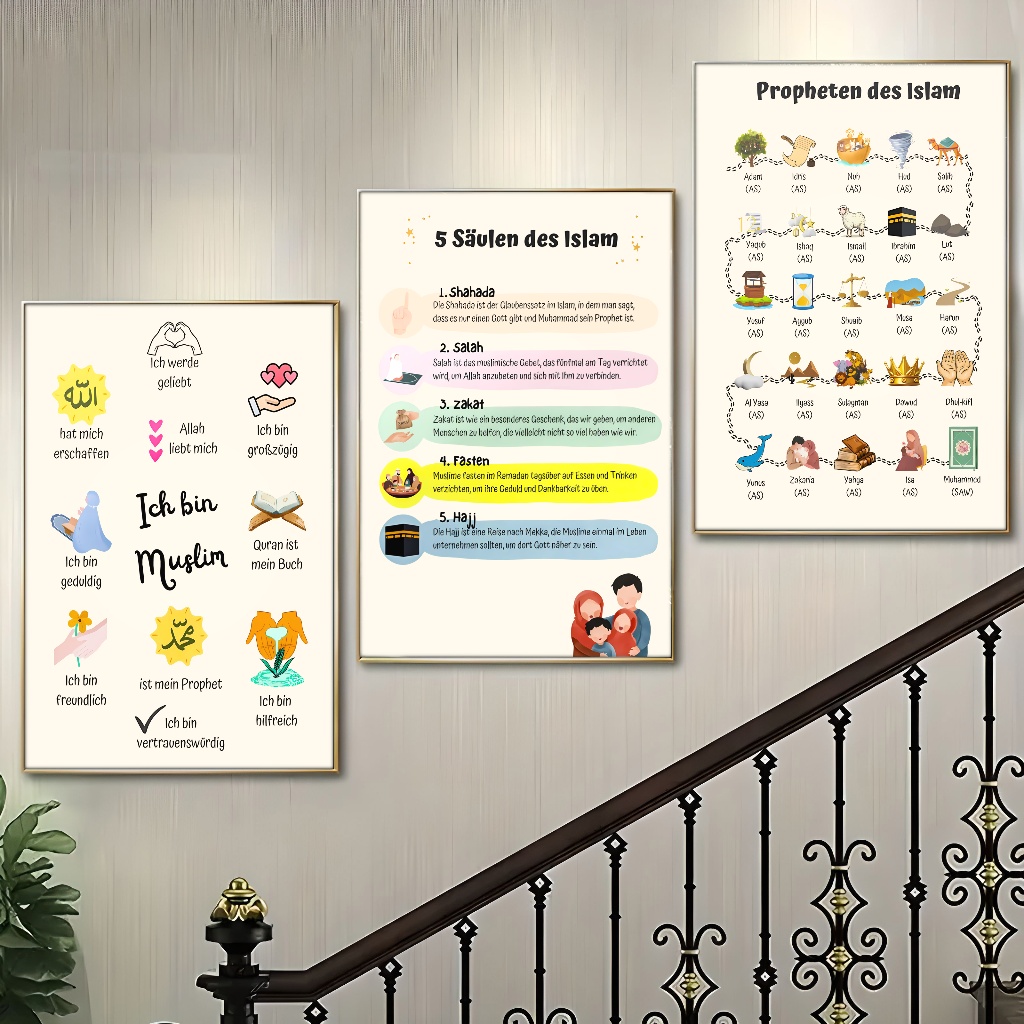 Ich werde
geliebt
الله
hat mich
erschaffen
Allah
liebt mich
Ich bin
großzügig
Ich bin
Muslim
Ich bin
geduldig
Quran ist
mein Buch
Ich bin
freundlich
محمد
ist mein Prophet
Ich bin
hilfreich
Ich bin
vertrauenswürdig
5 Säulen des Islam
1. Shahada
Die Shahada ist der Glaubenssatz im Islam, in dem man sagt,
dass es nur einen Gott gibt und Muhammad sein Prophet ist.
2. Salah
Salah ist das muslimische Gebet, das fünfmal am Tag verrichtet
wird, um Allah anzubeten und sich mit Ihm zu verbinden.
3. Zakat
Zakat ist wie ein besonderes Geschenk, das wir geben, um anderen
Menschen zu helfen, die vielleicht nicht so viel haben wie wir.
4. Fasten
Muslime fasten im Ramadan tagsüber auf Essen und Trinken
verzichten, um ihre Geduld und Dankbarkeit zu üben.
5. Hajj
Die Hajj ist eine Reise nach Mekka, die Muslime einmal im Leben
unternehmen sollten, um dort Gott näher zu sein.
Propheten des Islam
Adam Idris Nuh Hud Salih
(AS) (AS) (AS) (AS) (AS)
Yaqub Ishaq Ismail Ibrahim Lut
(AS) (AS) (AS) (AS) (AS)
Yusuf Ayyub Shuaib Musa Harun
(AS) (AS) (AS) (AS) (AS)
Al Yasa Ilyass Sulayman Dawud Dhul-kifl
(AS) (AS) (AS) (AS) (AS)
Yunus Zakaria Yahya Isa Muhammed
(AS) (AS) (AS) (AS) (SAW)